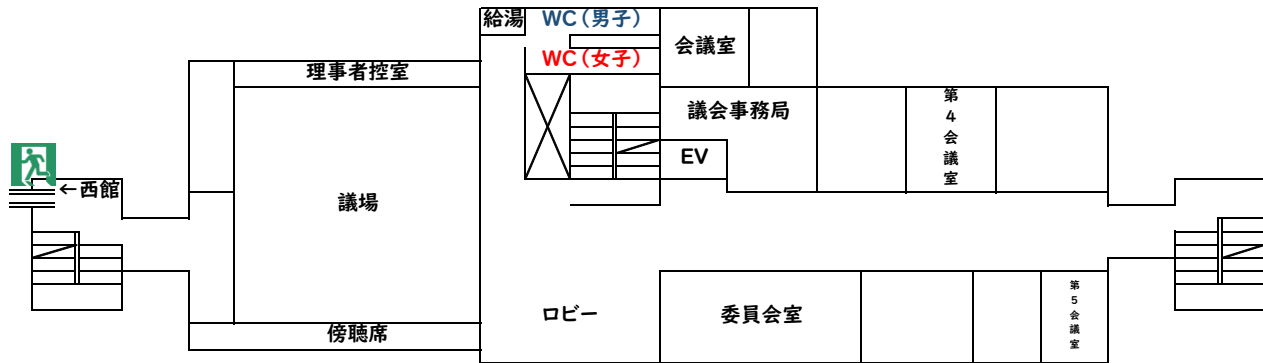 給湯
WC(男子)
会議室
WC(女子)
理事者控室
議会事務局
第4会議室
EV
←西館
議場
ロビー
委員会室
第5会議室
傍聴席